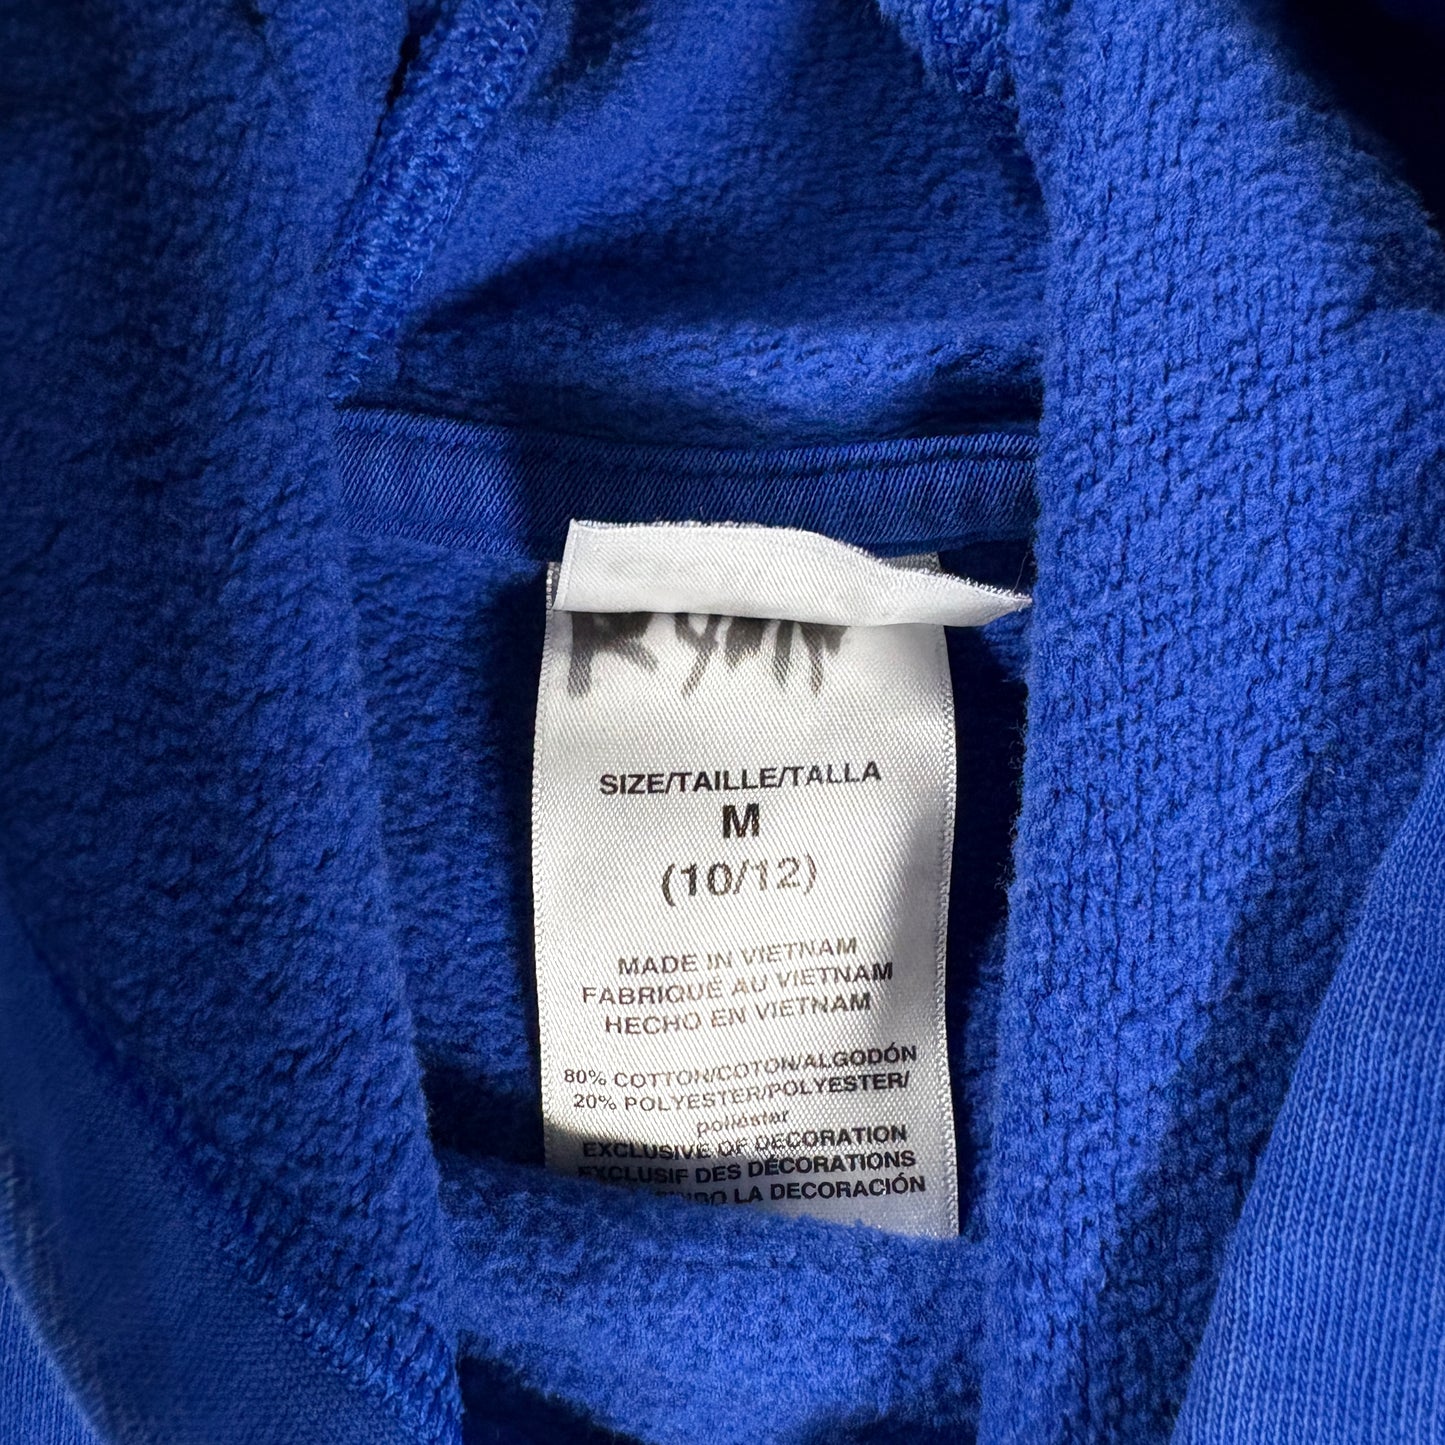 Ryan
SIZE/TAILLE/TALLA
M
(10/12)
MADE IN VIETNAM
FABRIQUÉ AU VIETNAM
HECHO EN VIETNAM
80% COTTON/COTON/ALGODÓN
20% POLYESTER/POLYESTER/
poliéster
EXCLUSIVE OF DECORATION
EXCLUSIF DES DÉCORATIONS
LA DECORACIÓN